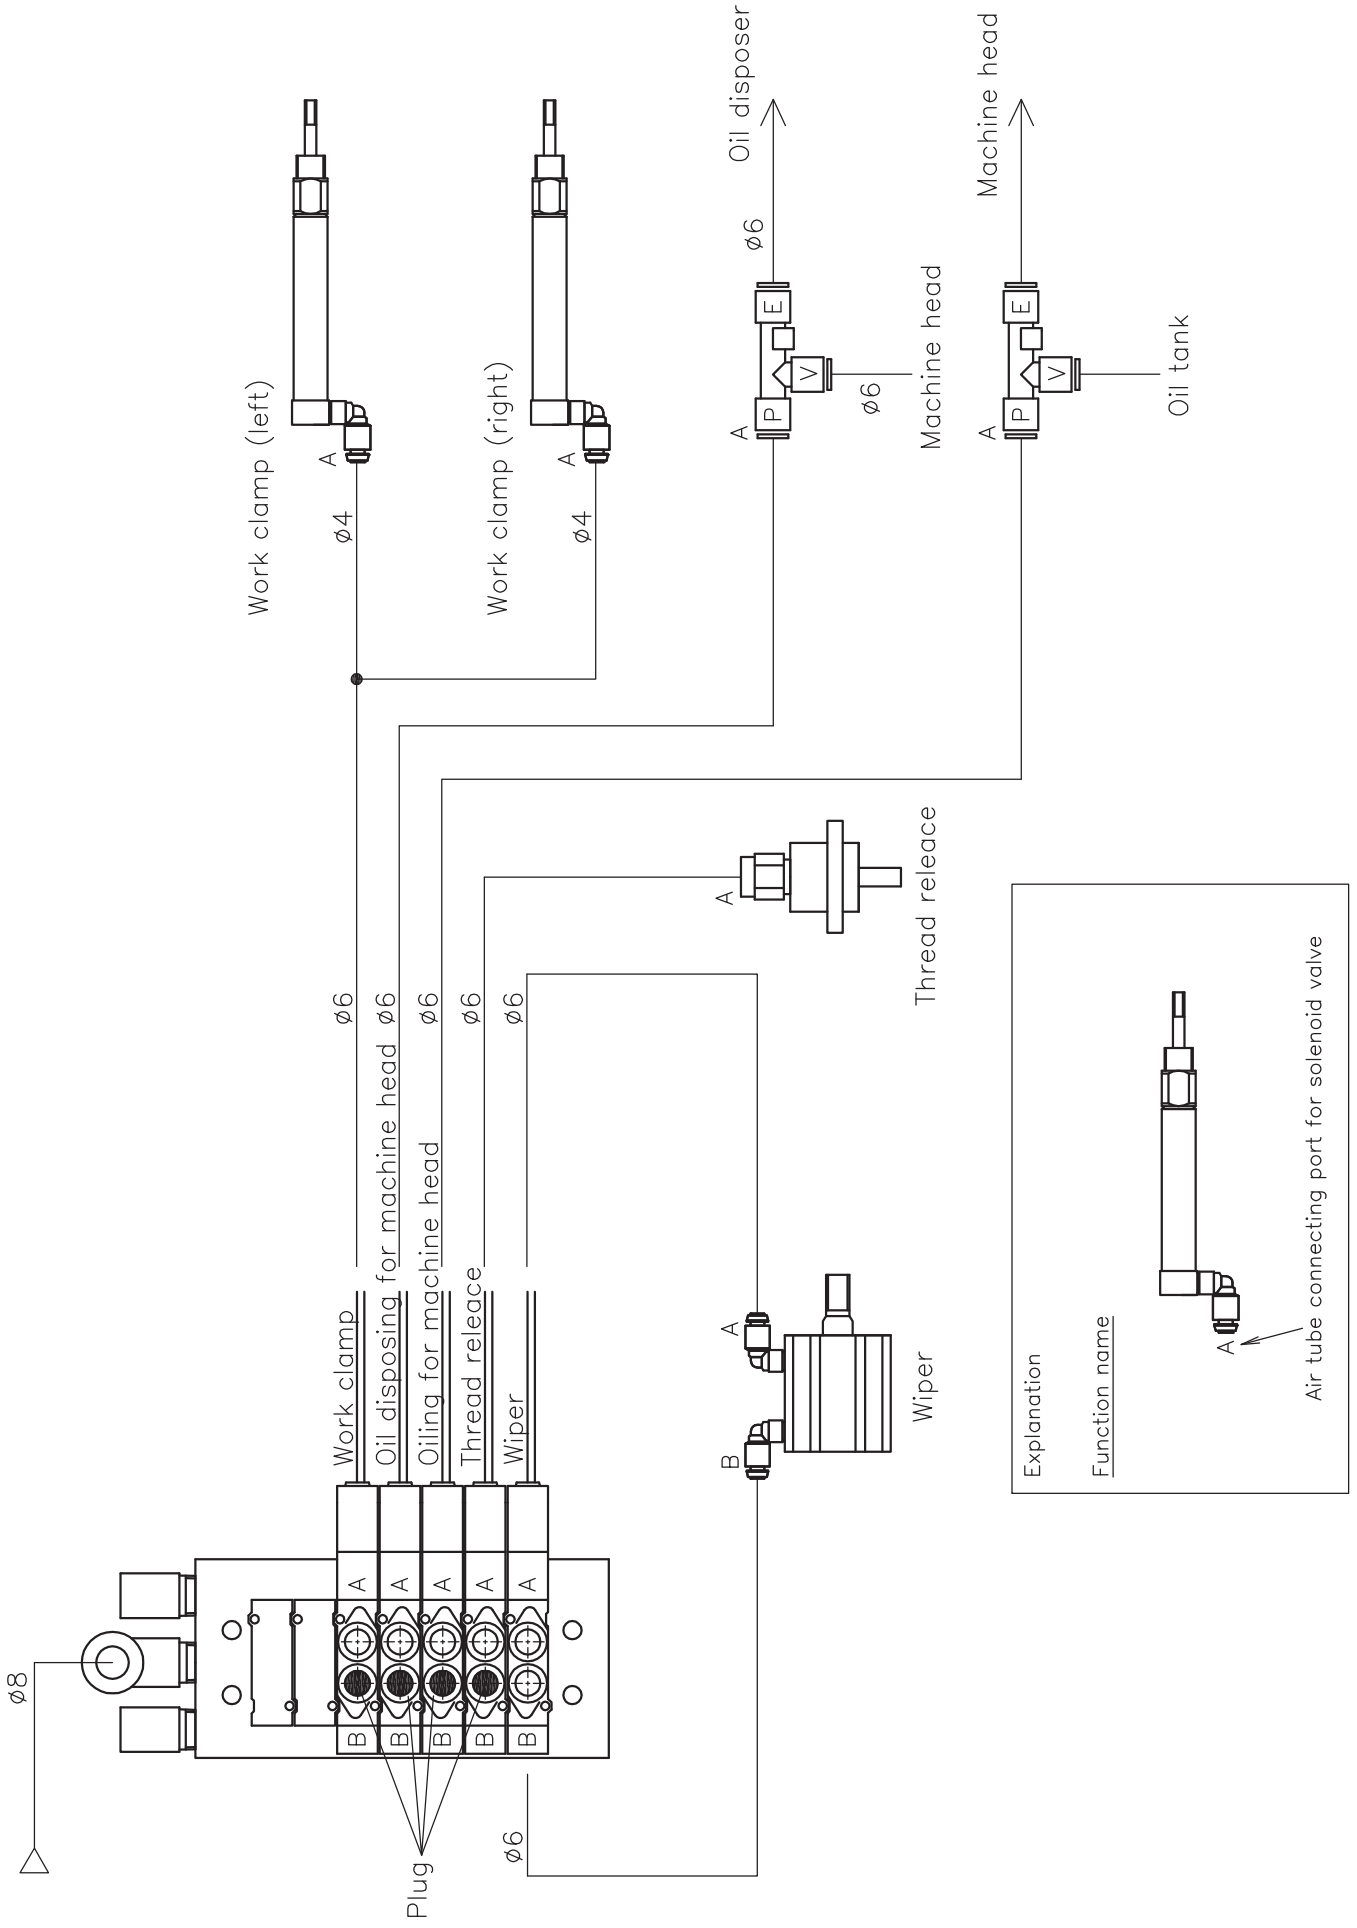 ø8
Work clamp (left)
A
Work clamp
ø6
ø4
B A
Oil disposing for machine head
ø6
B A
Plug
Oiling for machine head
ø6
B A
Thread releace
ø6
B A
Work clamp (right)
ø6
Wiper
ø6
B A
A
ø4
A
B A
A
Oil disposer
ø6
P E
V
ø6
Wiper
Thread releace
Machine head
A
Machine head
P E
V
Oil tank
Explanation
Function name
A
Air tube connecting port for solenoid valve